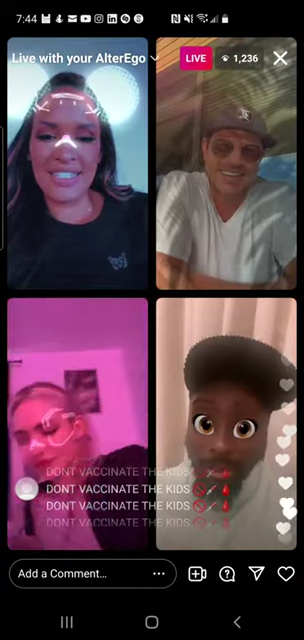 7:44
Live with your AlterEgo
LIVE
1,236
DONT VACCINATE THE KIDS
DONT VACCINATE THE KIDS
DONT VACCINATE THE KIDS
DONT VACCINATE THE KIDS
Add a Comment...